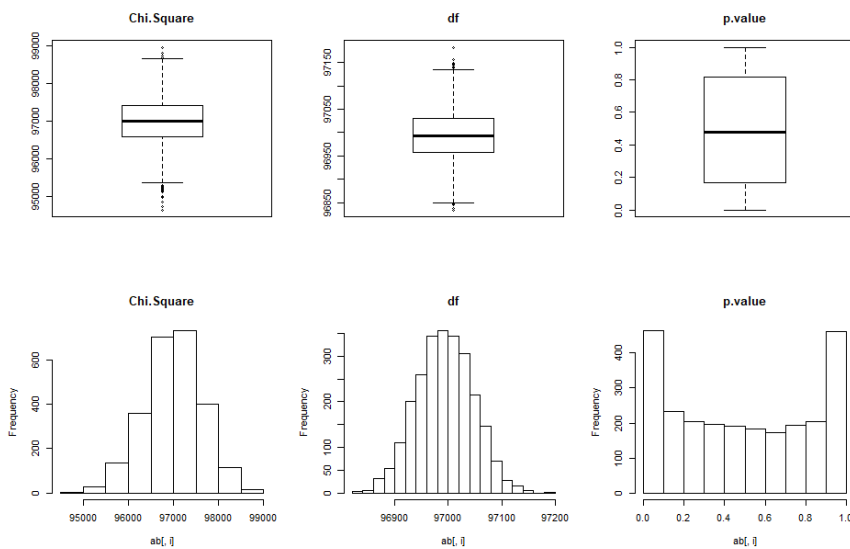 Chi.Square
df
p.value
95000 96000 97000 98000 99000
96850 96950 97050 97150
0.0 0.2 0.4 0.6 0.8 1.0
Chi.Square
df
p.value
Frequency
0 200 400 600
95000 96000 97000 98000 99000
ab[, i]
Frequency
0 50 100 200 300
96900 97000 97100 97200
ab[, i]
Frequency
0 100 200 300 400
0.0 0.2 0.4 0.6 0.8 1.0
ab[, i]